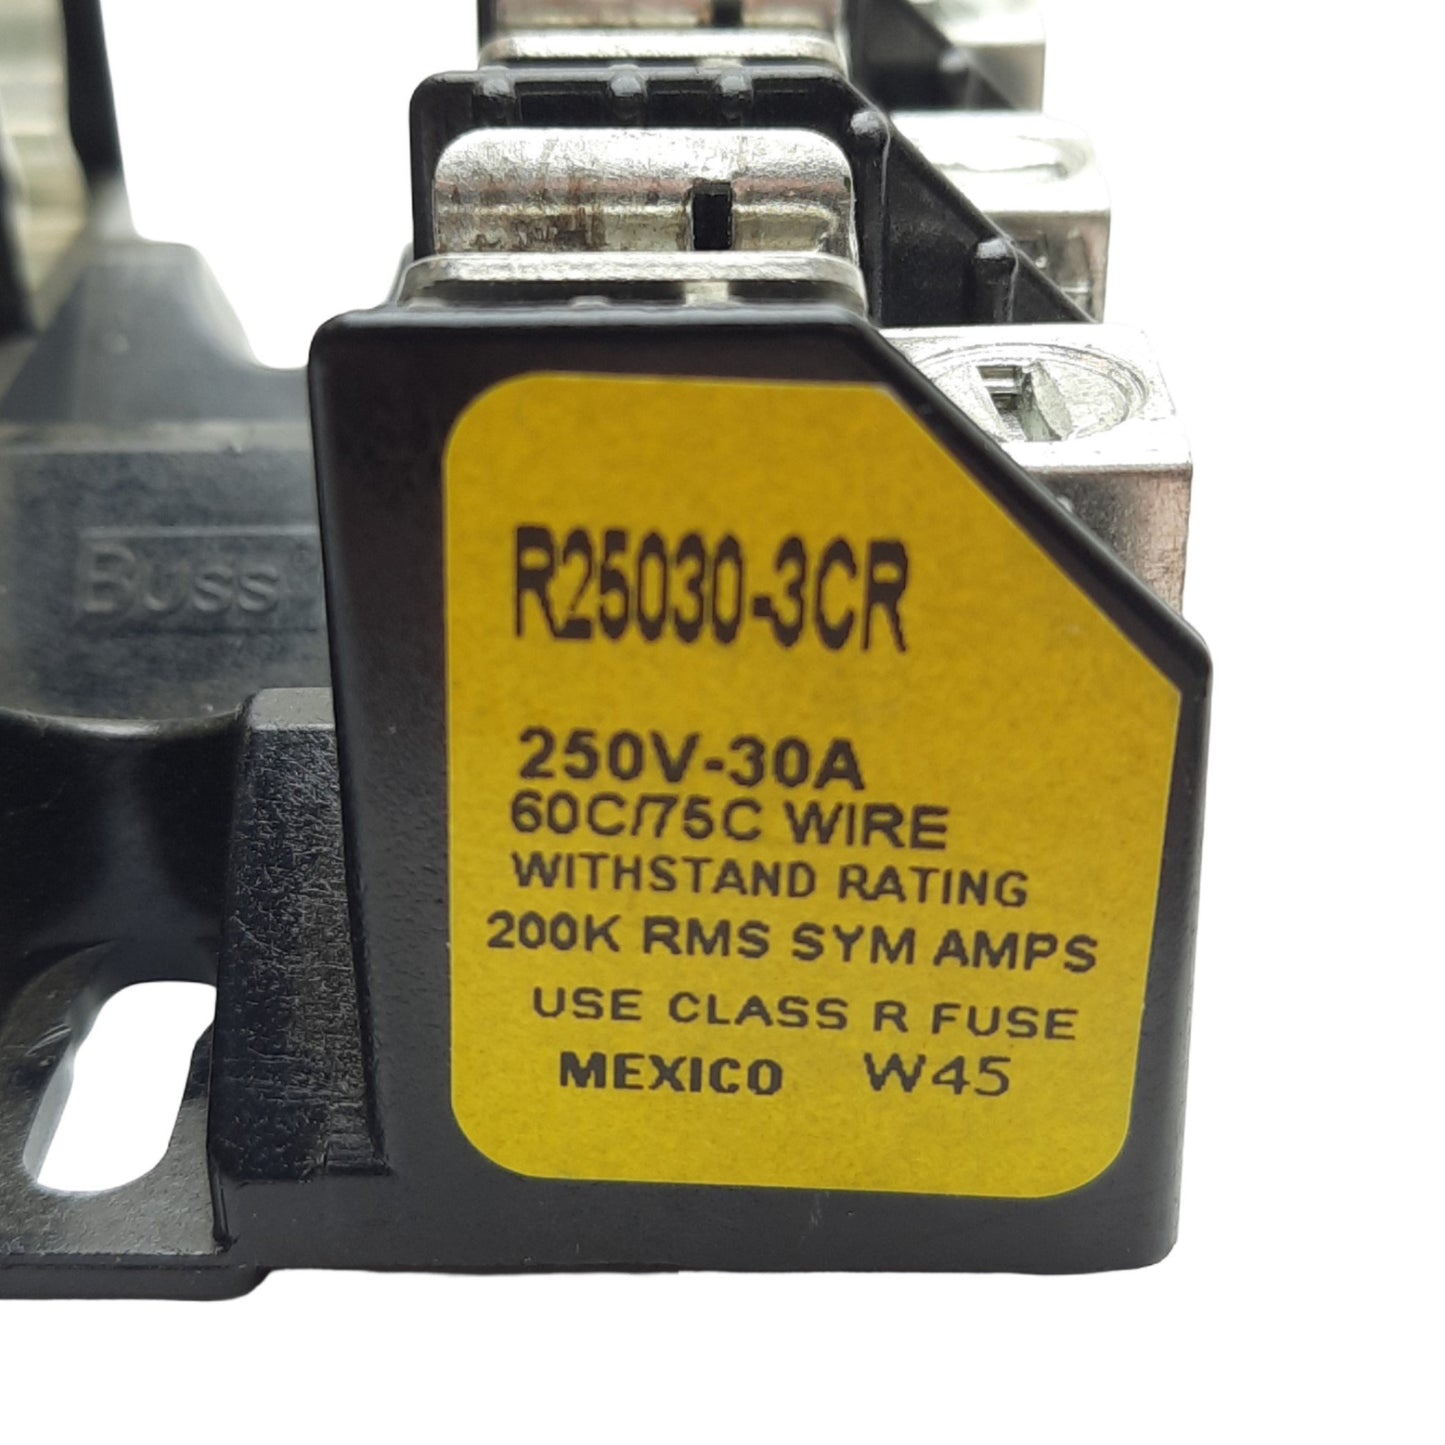 Buss
R25030-3CR
250V-30A
60C/75C WIRE
WITHSTAND RATING
200K RMS SYM AMPS
USE CLASS R FUSE
MEXICO W45